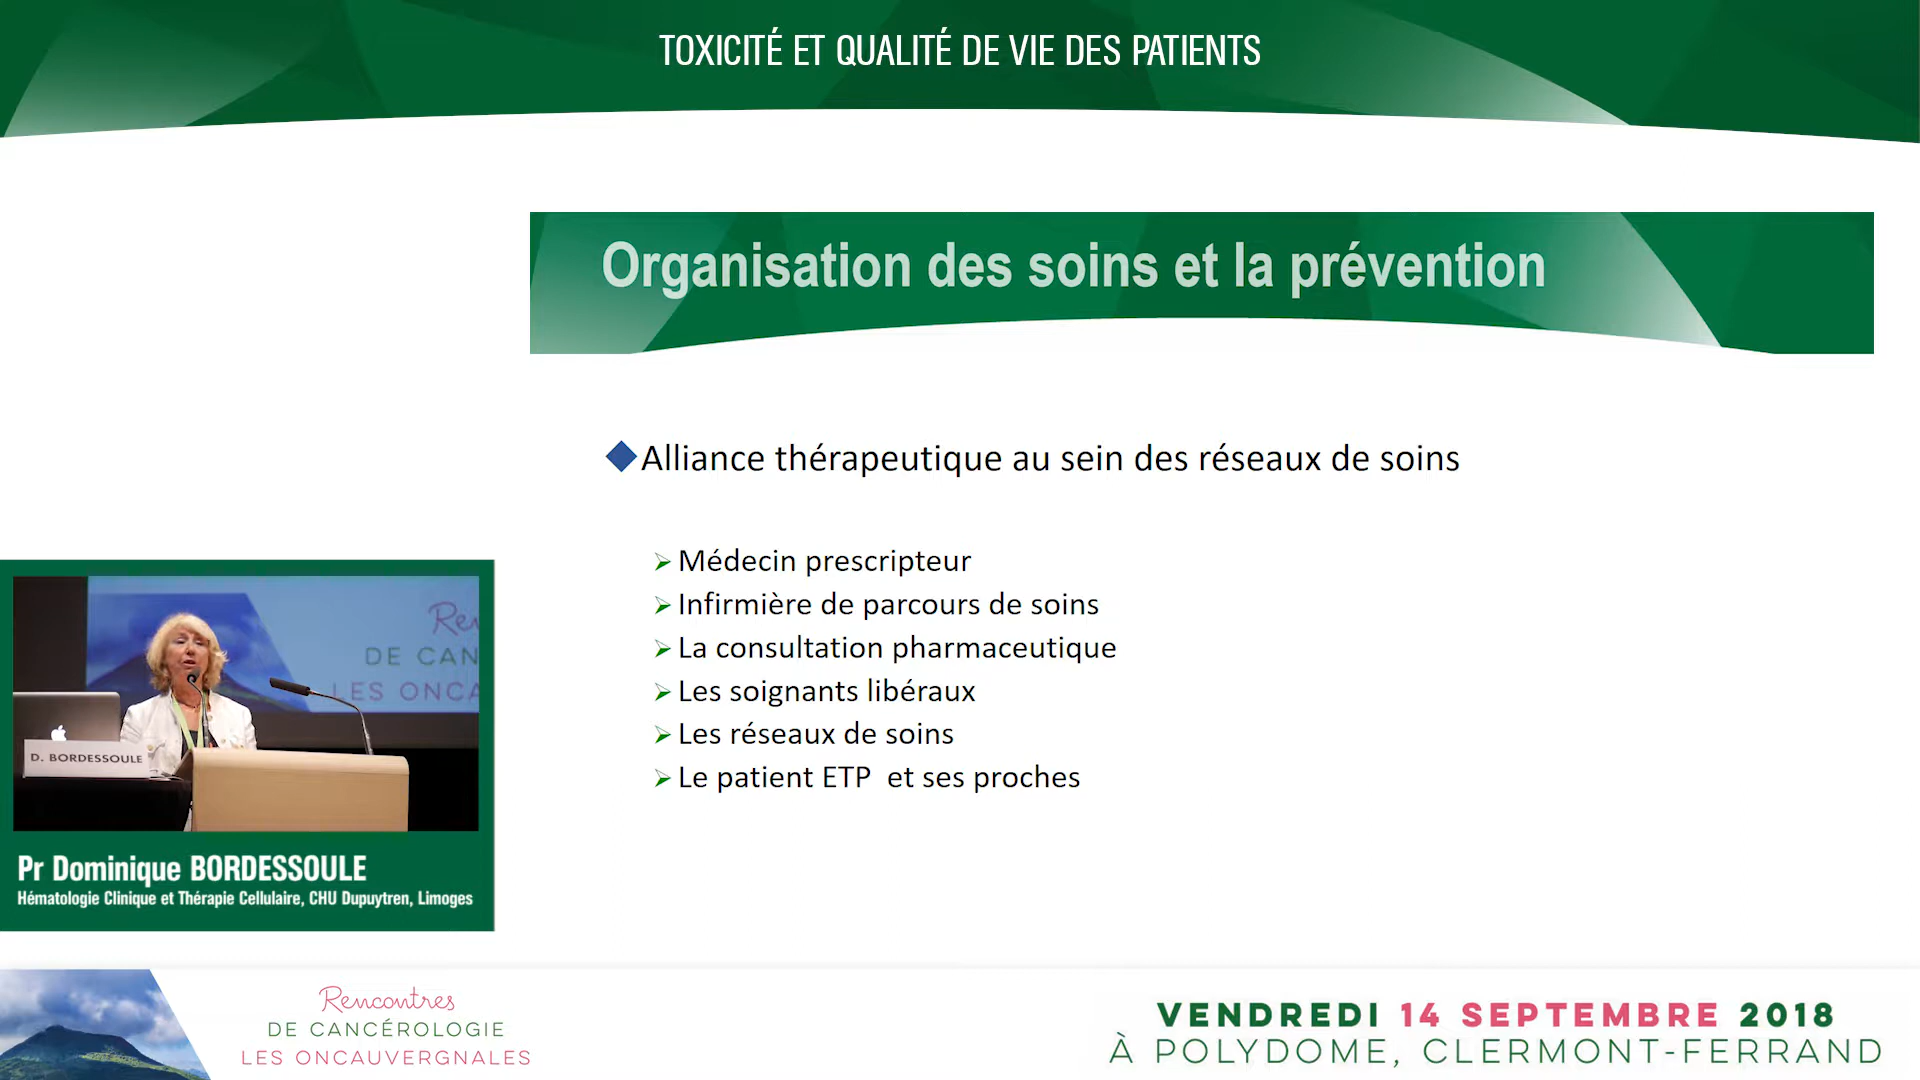 TOXICITÉ ET QUALITÉ DE VIE DES PATIENTS
Organisation des soins et la prévention
Alliance thérapeutique au sein des réseaux de soins
Médecin prescripteur
Infirmière de parcours de soins
La consultation pharmaceutique
Les soignants libéraux
Les réseaux de soins
Le patient ETP et ses proches
Ren
DE CAN
LES ONCA
D. BORDESSOULE
Pr Dominique BORDESSOULE
Hématologie Clinique et Thérapie Cellulaire, CHU Dupuytren, Limoges
Rencontres
DE CANCÉROLOGIE
LES ONCAUVERGNALES
VENDREDI 14 SEPTEMBRE 2018
À POLYDOME, CLERMONT-FERRAND